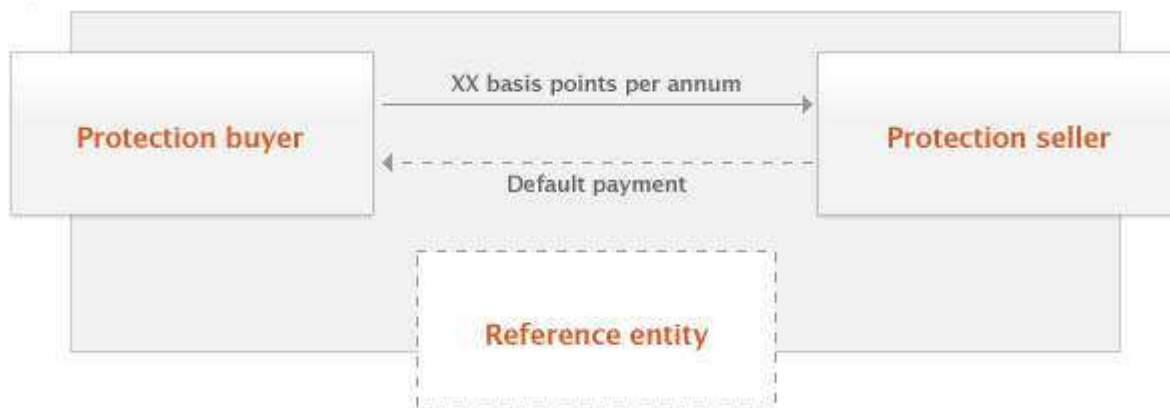 XX basis points per annum
Protection buyer
Protection seller
Default payment
Reference entity